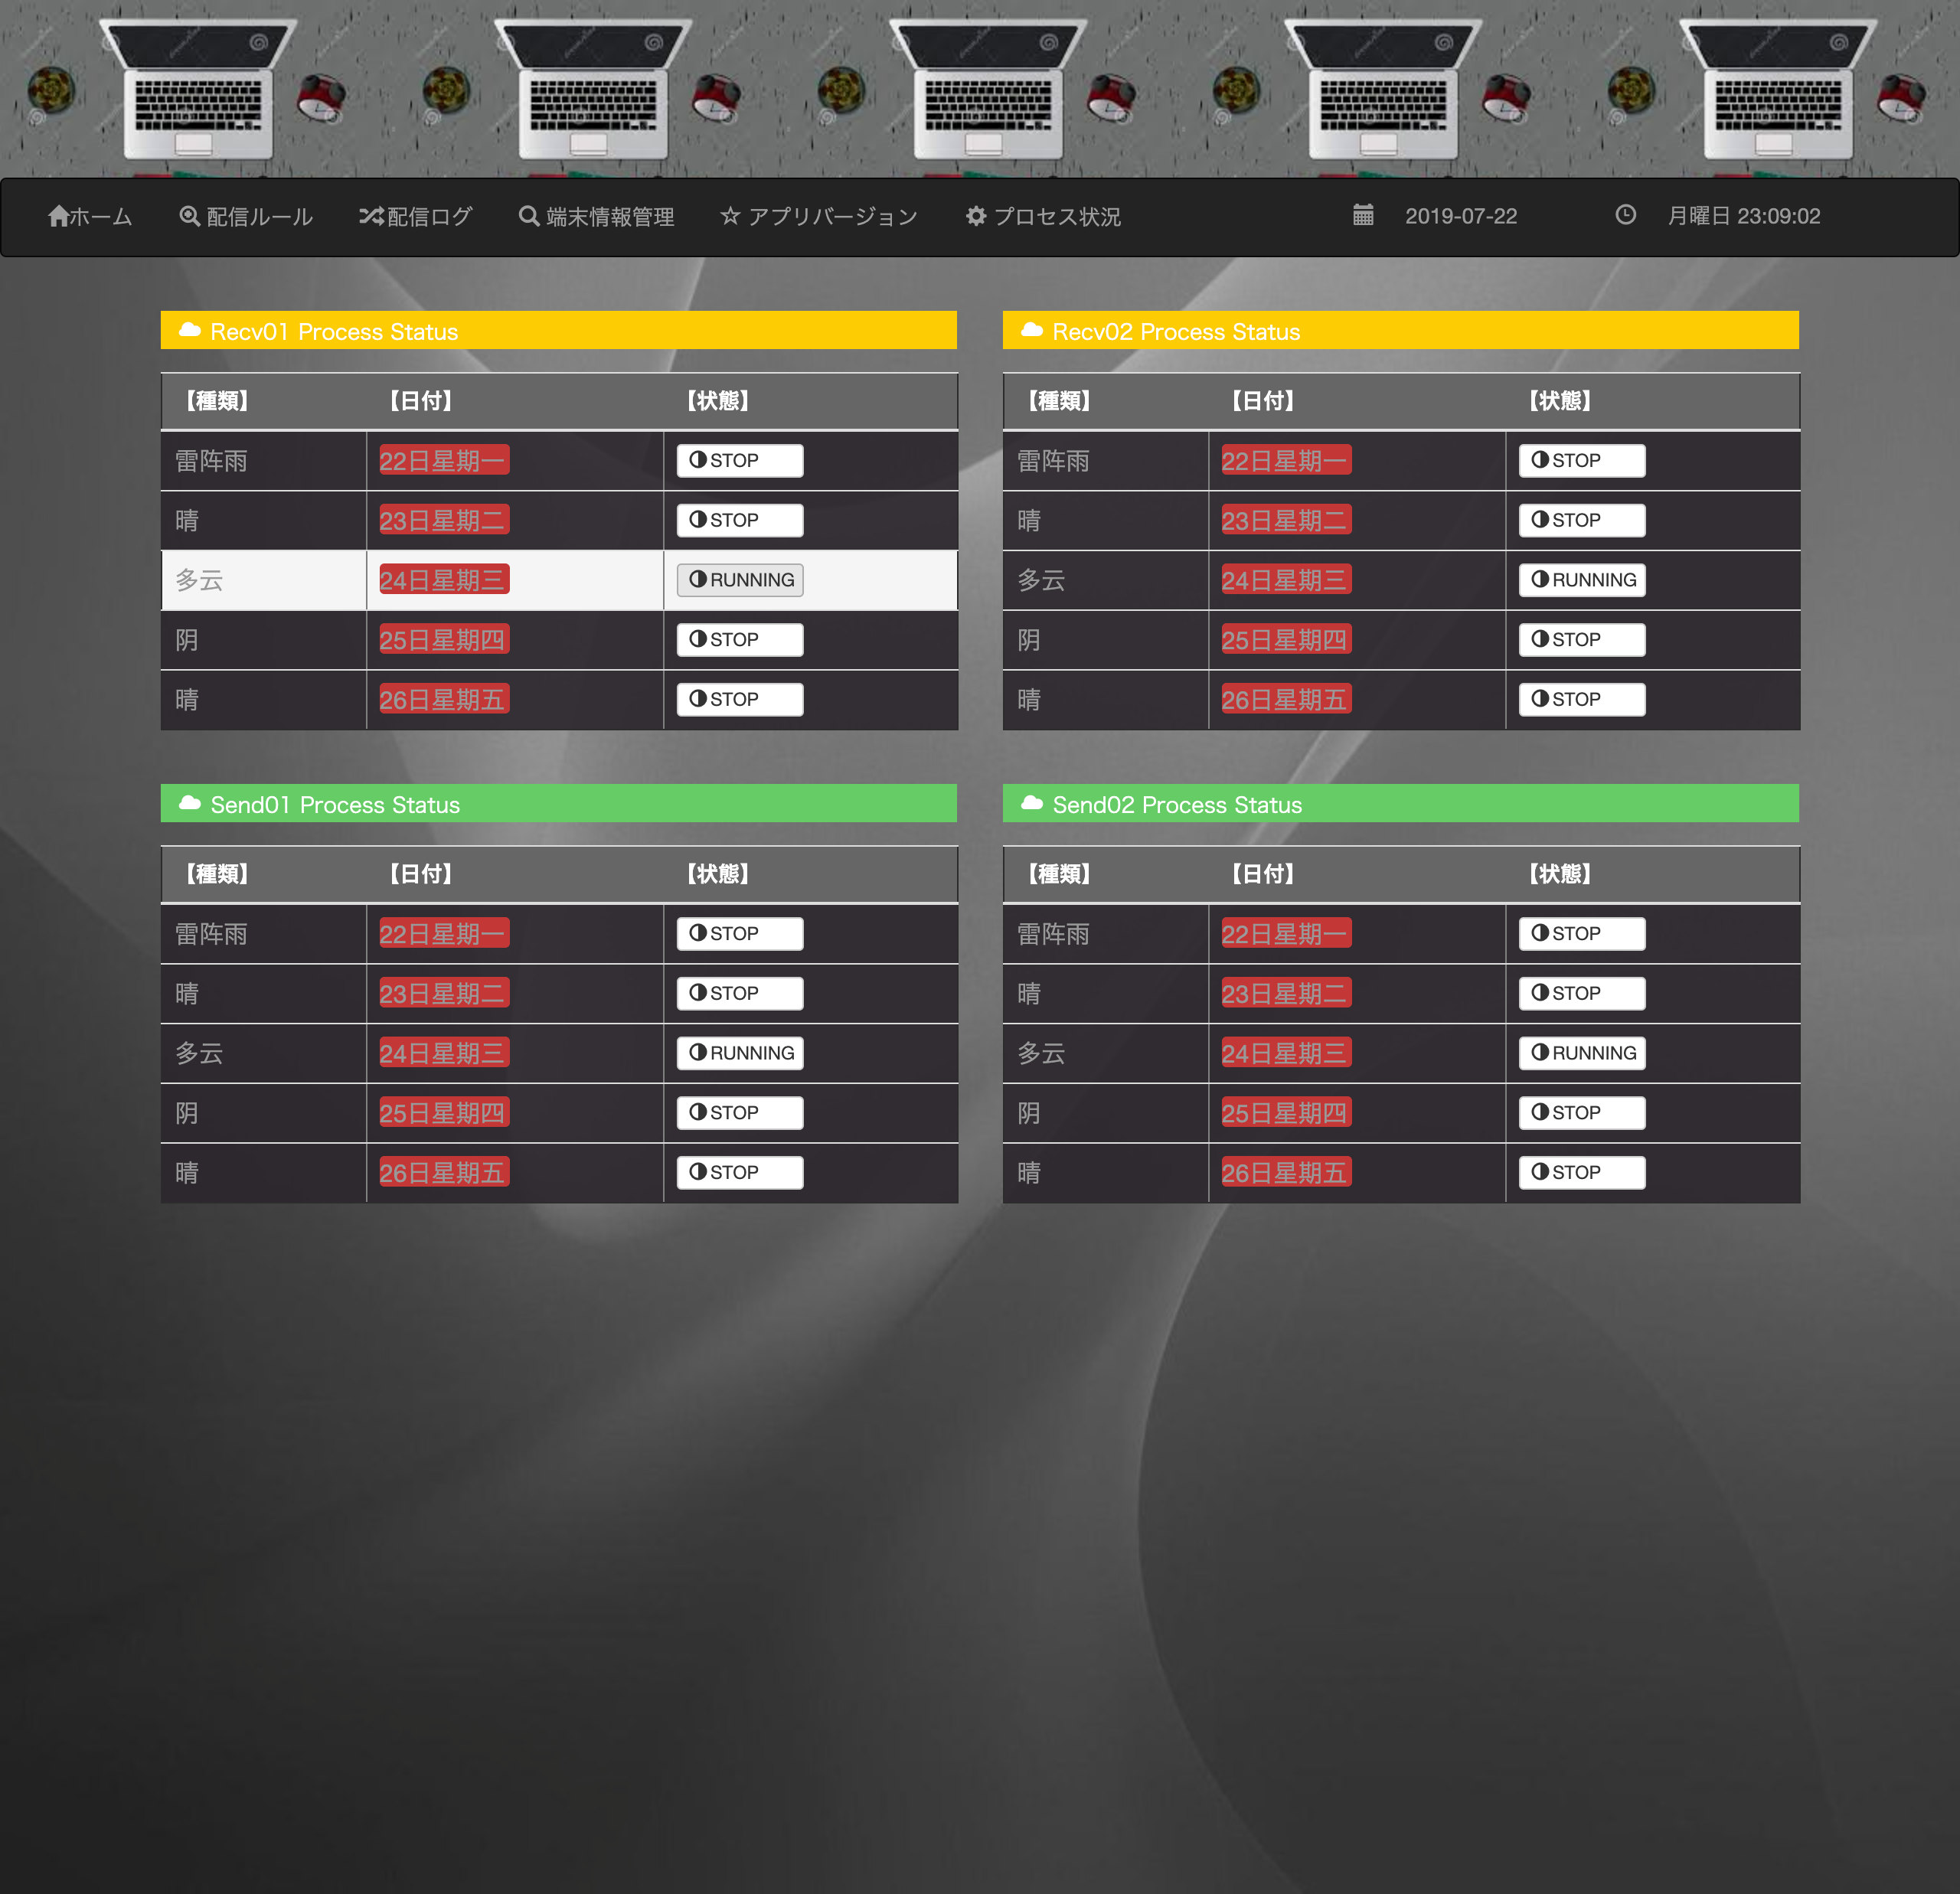 ホーム 配信ルール 配信ログ 端末情報管理 アプリバージョン プロセス状況 2019-07-22 月曜日 23:09:02
Recv01 Process Status
【種類】 【日付】 【状態】
雷阵雨 22日星期一 STOP
晴 23日星期二 STOP
多云 24日星期三 RUNNING
阴 25日星期四 STOP
晴 26日星期五 STOP
Recv02 Process Status
【種類】 【日付】 【状態】
雷阵雨 22日星期一 STOP
晴 23日星期二 STOP
多云 24日星期三 RUNNING
阴 25日星期四 STOP
晴 26日星期五 STOP
Send01 Process Status
【種類】 【日付】 【状態】
雷阵雨 22日星期一 STOP
晴 23日星期二 STOP
多云 24日星期三 RUNNING
阴 25日星期四 STOP
晴 26日星期五 STOP
Send02 Process Status
【種類】 【日付】 【状態】
雷阵雨 22日星期一 STOP
晴 23日星期二 STOP
多云 24日星期三 RUNNING
阴 25日星期四 STOP
晴 26日星期五 STOP